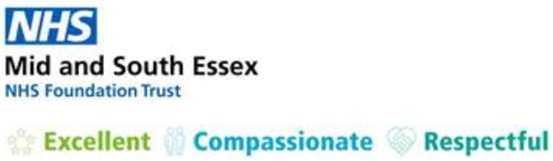 NHS
Mid and South Essex
NHS Foundation Trust
Excellent Compassionate Respectful